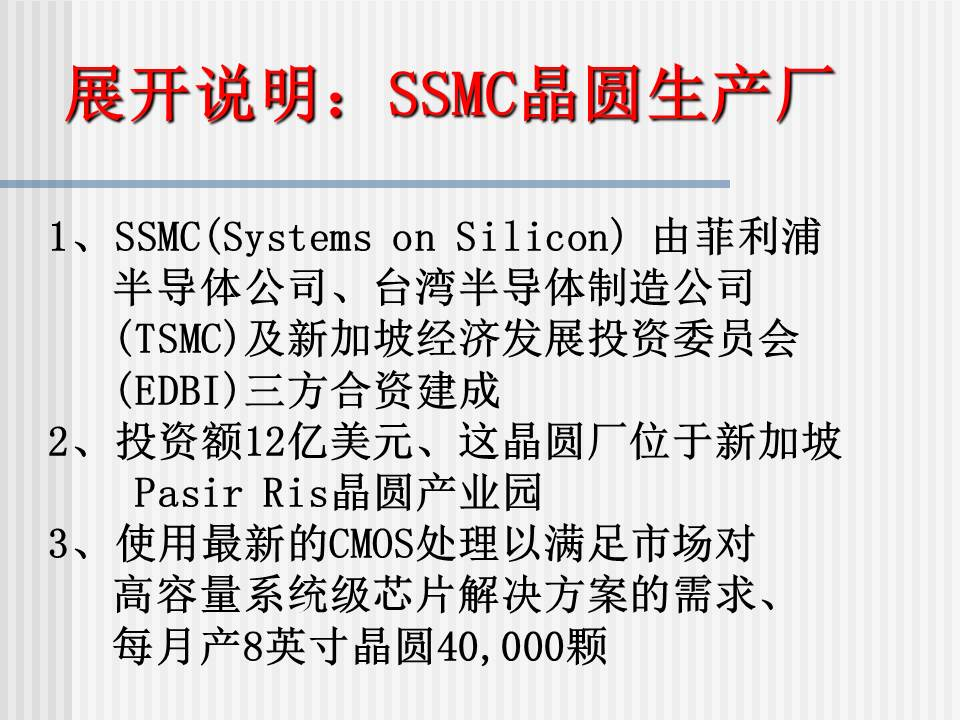 展开说明：SSMC晶圆生产厂
1、SSMC(Systems on Silicon) 由菲利浦
半导体公司、台湾半导体制造公司
(TSMC)及新加坡经济发展投资委员会
(EDBI)三方合资建成
2、投资额12亿美元、这晶圆厂位于新加坡
Pasir Ris晶圆产业园
3、使用最新的CMOS处理以满足市场对
高容量系统级芯片解决方案的需求、
每月产8英寸晶圆40,000颗